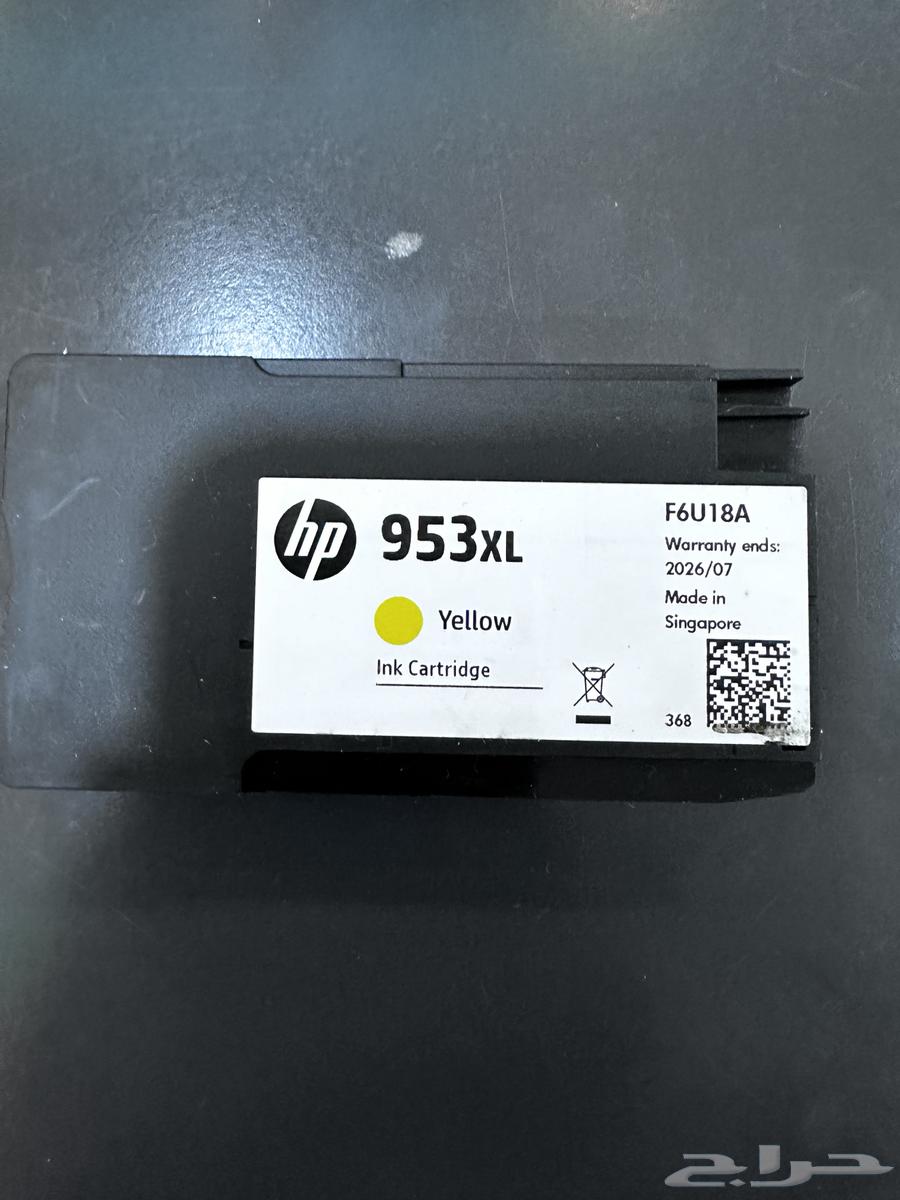 hp
953XL
Yellow
Ink Cartridge
F6U18A
Warranty ends:
2026/07
Made in
Singapore
368
حراج